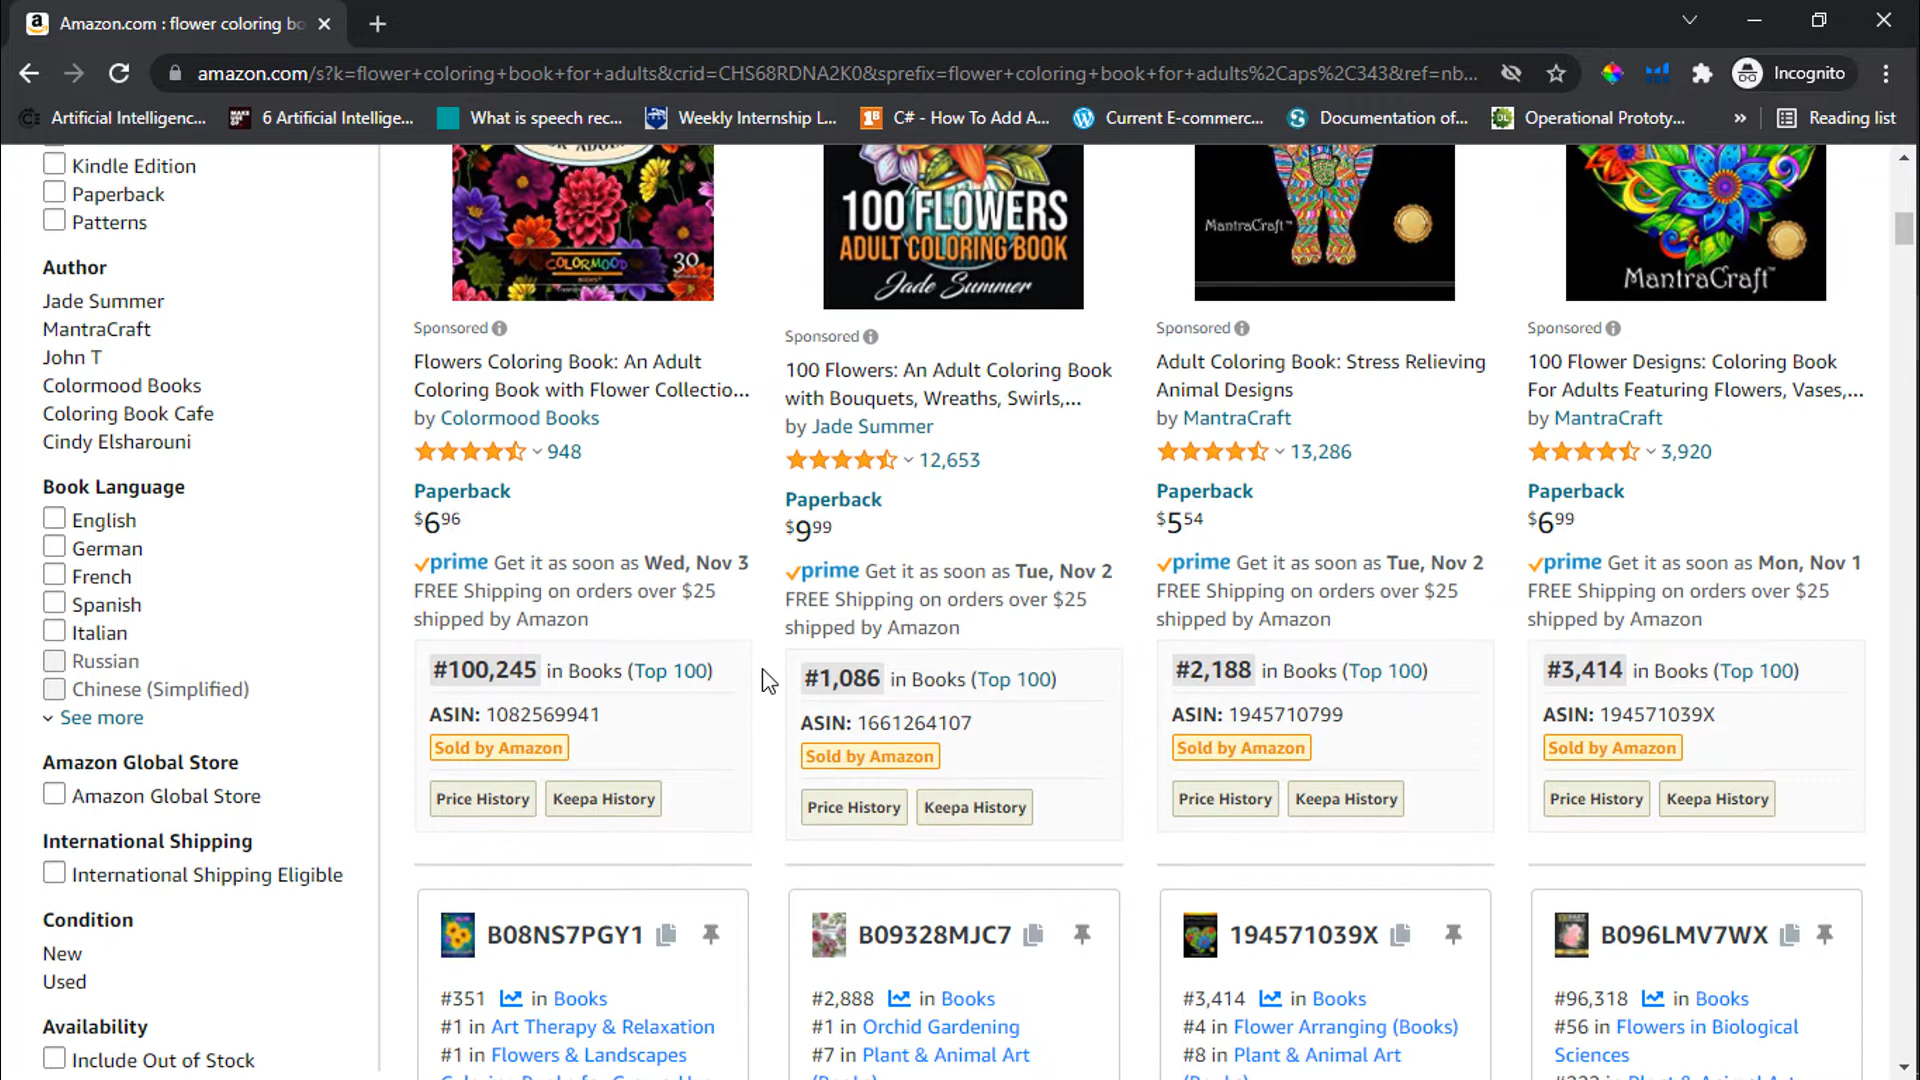 Amazon.com : flower coloring bo
amazon.com/s?k=flower+coloring+book+for+adults&crid=CHS68RDNA2K0&sprefix=flower+coloring+book+for+adults%2Caps%2C343&ref=nb...
Incognito
Artificial Intelligenc...
6 Artificial Intellige...
What is speech rec...
Weekly Internship L...
C# - How To Add A...
Current E-commerc...
Documentation of...
Operational Prototy...
»
Reading list
Kindle Edition
Paperback
Patterns
Author
Jade Summer
MantraCraft
John T
Colormood Books
Coloring Book Cafe
Cindy Elsharouni
Book Language
English
German
French
Spanish
Italian
Russian
Chinese (Simplified)
See more
Amazon Global Store
Amazon Global Store
International Shipping
International Shipping Eligible
Condition
New
Used
Availability
Include Out of Stock
COLORMOOD
30
Sponsored
Flowers Coloring Book: An Adult
Coloring Book with Flower Collectio...
by Colormood Books
948
Paperback
$696
prime Get it as soon as Wed, Nov 3
FREE Shipping on orders over $25
shipped by Amazon
#100,245 in Books (Top 100)
ASIN: 1082569941
Sold by Amazon
Price History
Keepa History
100 FLOWERS
ADULT COLORING BOOK
Jade Summer
Sponsored
100 Flowers: An Adult Coloring Book
with Bouquets, Wreaths, Swirls,...
by Jade Summer
12,653
Paperback
$999
prime Get it as soon as Tue, Nov 2
FREE Shipping on orders over $25
shipped by Amazon
#1,086 in Books (Top 100)
ASIN: 1661264107
Sold by Amazon
Price History
Keepa History
MantraCraft™
Sponsored
Adult Coloring Book: Stress Relieving
Animal Designs
by MantraCraft
13,286
Paperback
$554
prime Get it as soon as Tue, Nov 2
FREE Shipping on orders over $25
shipped by Amazon
#2,188 in Books (Top 100)
ASIN: 1945710799
Sold by Amazon
Price History
Keepa History
MantraCraft™
Sponsored
100 Flower Designs: Coloring Book
For Adults Featuring Flowers, Vases,...
by MantraCraft
3,920
Paperback
$699
prime Get it as soon as Mon, Nov 1
FREE Shipping on orders over $25
shipped by Amazon
#3,414 in Books (Top 100)
ASIN: 194571039X
Sold by Amazon
Price History
Keepa History
B08NS7PGY1
#351 in Books
#1 in Art Therapy & Relaxation
#1 in Flowers & Landscapes
B09328MJC7
#2,888 in Books
#1 in Orchid Gardening
#7 in Plant & Animal Art
194571039X
#3,414 in Books
#4 in Flower Arranging (Books)
#8 in Plant & Animal Art
B096LMV7WX
#96,318 in Books
#56 in Flowers in Biological
Sciences